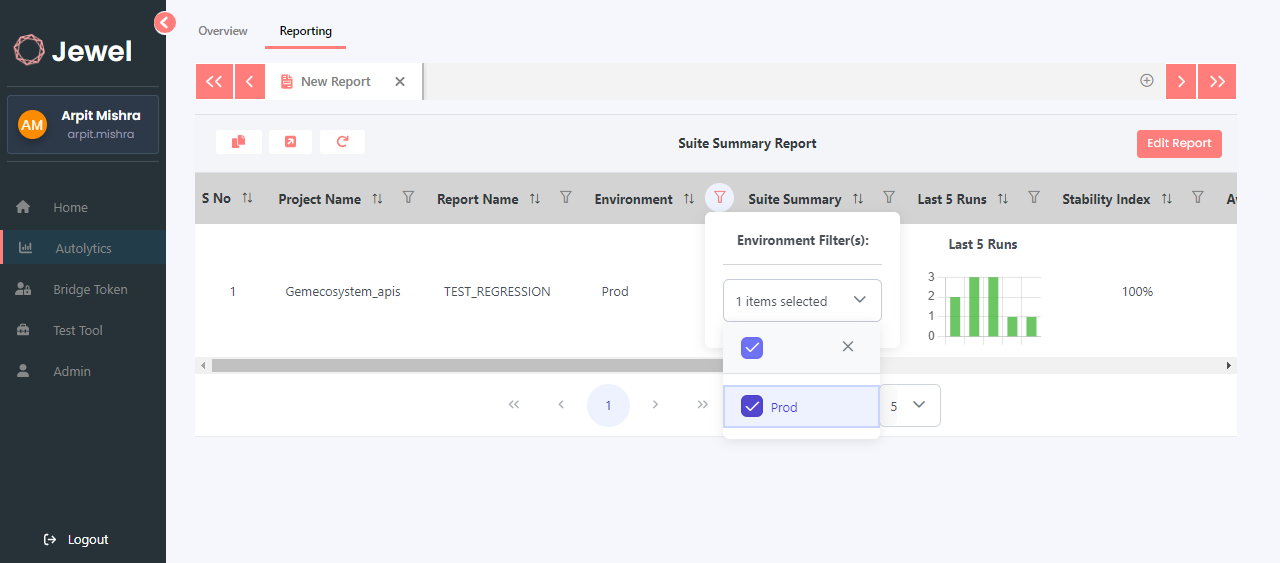 Jewel
AM
Arpit Mishra
arpit.mishra
Home
Autolytics
Bridge Token
Test Tool
Admin
Logout
Overview
Reporting
New Report
Suite Summary Report
Edit Report
S No
Project Name
Report Name
Environment
Suite Summary
Last 5 Runs
Stability Index
1
Gemecosystem_apis
TEST_REGRESSION
Prod
Last 5 Runs
3
2
1
0
100%
Environment Filter(s):
1 items selected
Prod
1
5